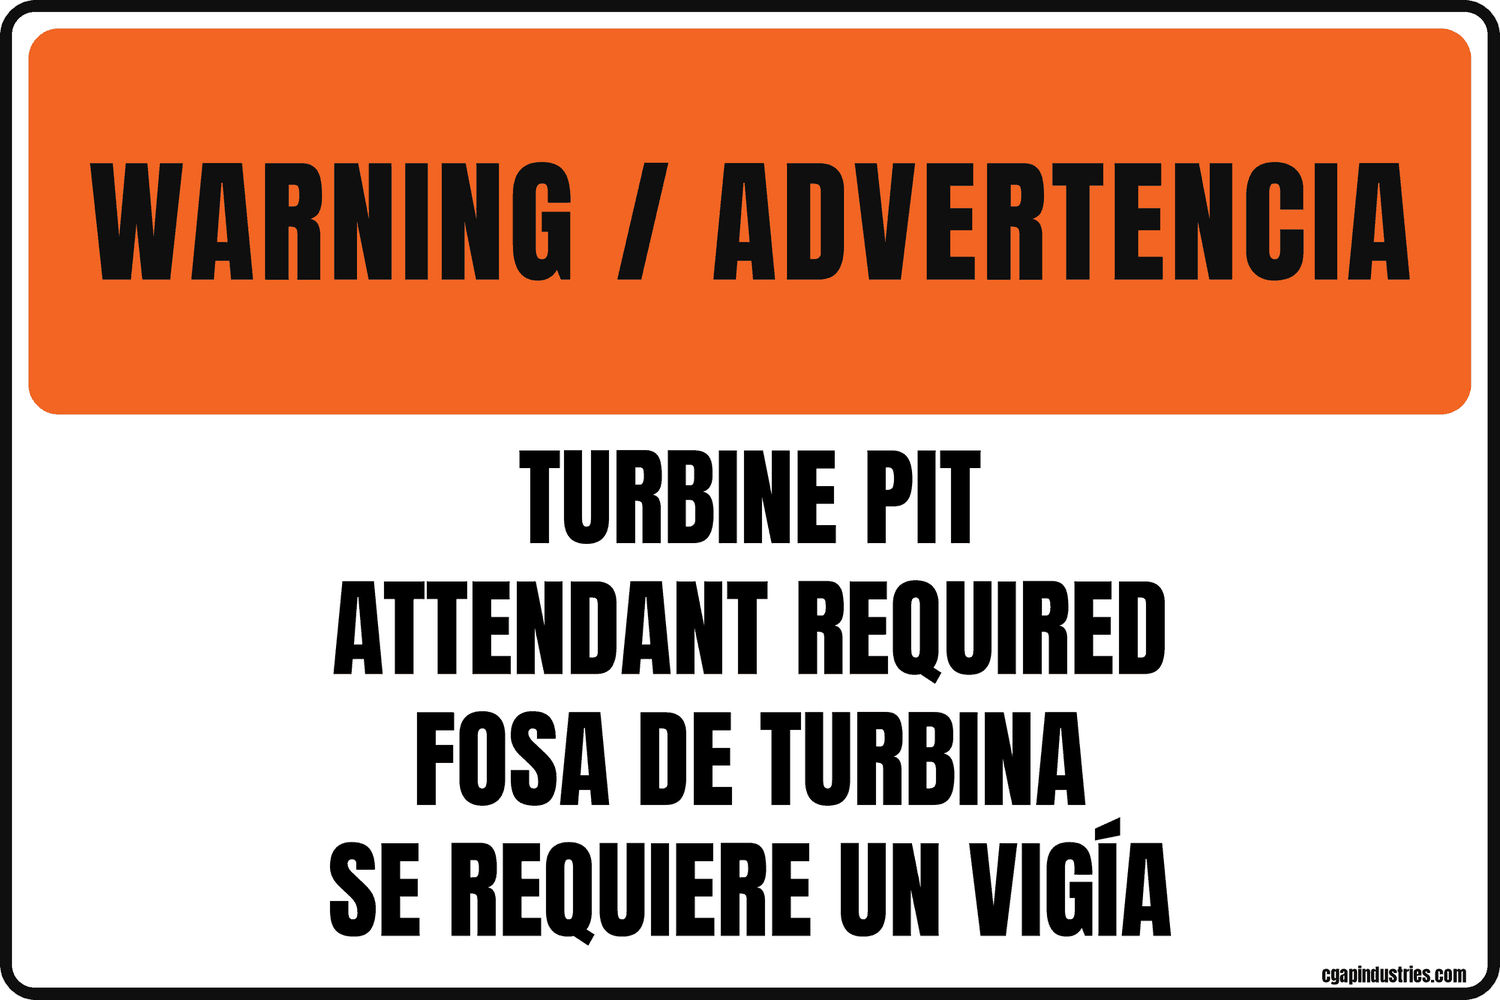 WARNING / ADVERTENCIA
TURBINE PIT
ATTENDANT REQUIRED
FOSA DE TURBINA
SE REQUIERE UN VIGÍA
cgapindustries.com